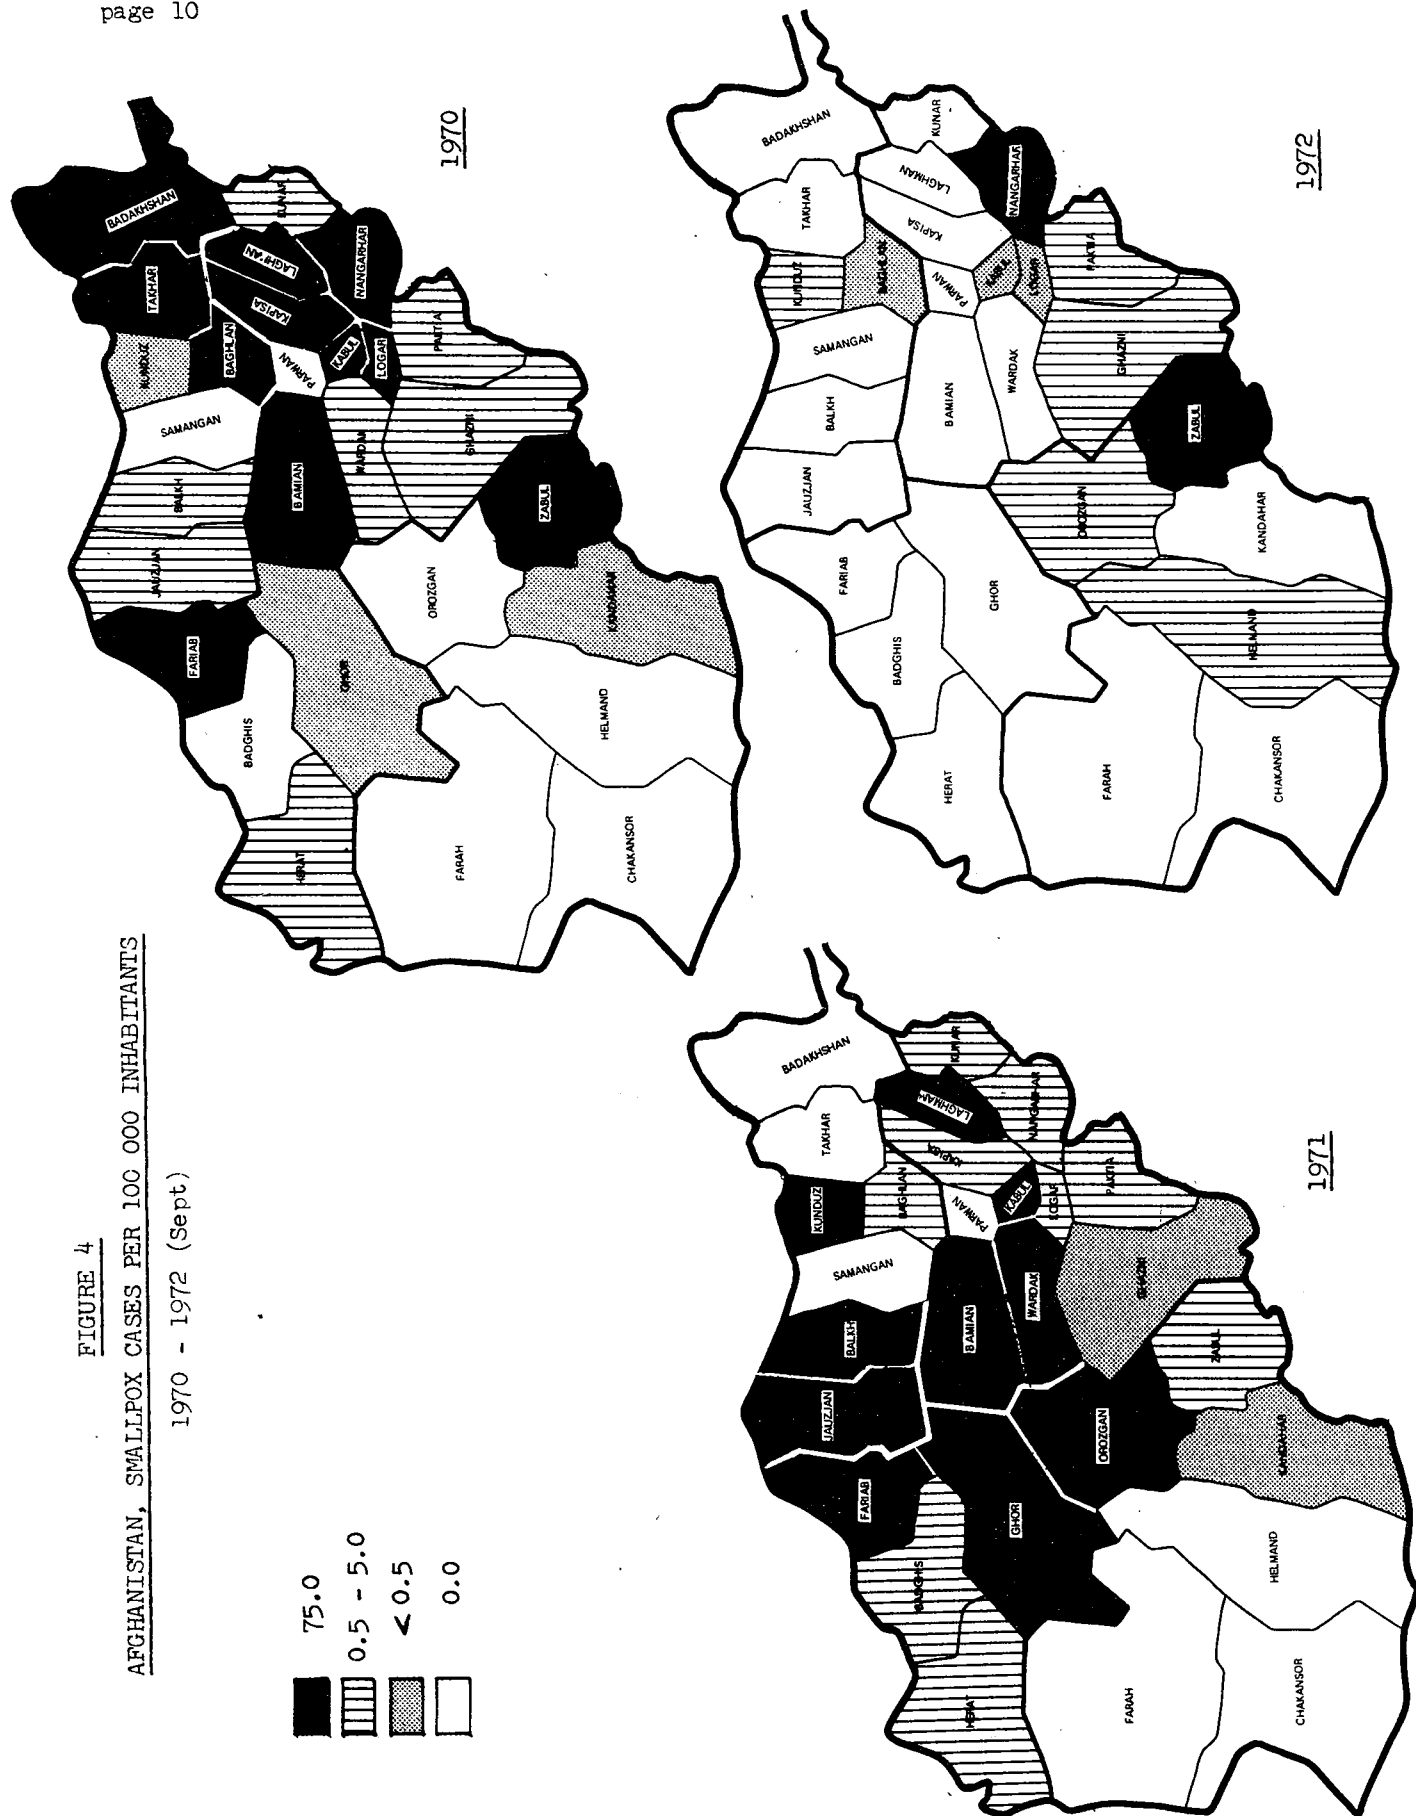 page 10
FIGURE 4
AFGHANISTAN, SMALLPOX CASES PER 100 000 INHABITANTS
1970 - 1972 (Sept)
75.0
0.5 - 5.0
< 0.5
0.0
1970
BADAKHSHAN
TAKHAR
KUNDUZ
BAGHLAN
KUNAR
LAGHMAN
KAPISA
NANGARHAR
PARWAN
KABUL
LOGAR
PAKTIA
SAMANGAN
BALKH
JAUZJAN
FARIAB
BAMIAN
WARDAK
GHAZNI
ZABUL
BADGHIS
GHOR
OROZGAN
KANDAHAR
HERAT
FARAH
HELMAND
CHAKANSOR
1971
BADAKHSHAN
TAKHAR
KUNDUZ
BAGHLAN
KUNAR
LAGHMAN
KAPISA
NANGARHAR
PARWAN
KABUL
LOGAR
PAKTIA
SAMANGAN
BALKH
JAUZJAN
FARIAB
BAMIAN
WARDAK
GHAZNI
ZABUL
BADGHIS
GHOR
OROZGAN
KANDAHAR
HERAT
FARAH
HELMAND
CHAKANSOR
1972
BADAKHSHAN
TAKHAR
KUNDUZ
BAGHLAN
KUNAR
LAGHMAN
KAPISA
NANGARHAR
PARWAN
KABUL
LOGAR
PAKTIA
SAMANGAN
BALKH
JAUZJAN
FARIAB
BAMIAN
WARDAK
GHAZNI
ZABUL
BADGHIS
GHOR
OROZGAN
KANDAHAR
HERAT
FARAH
HELMAND
CHAKANSOR